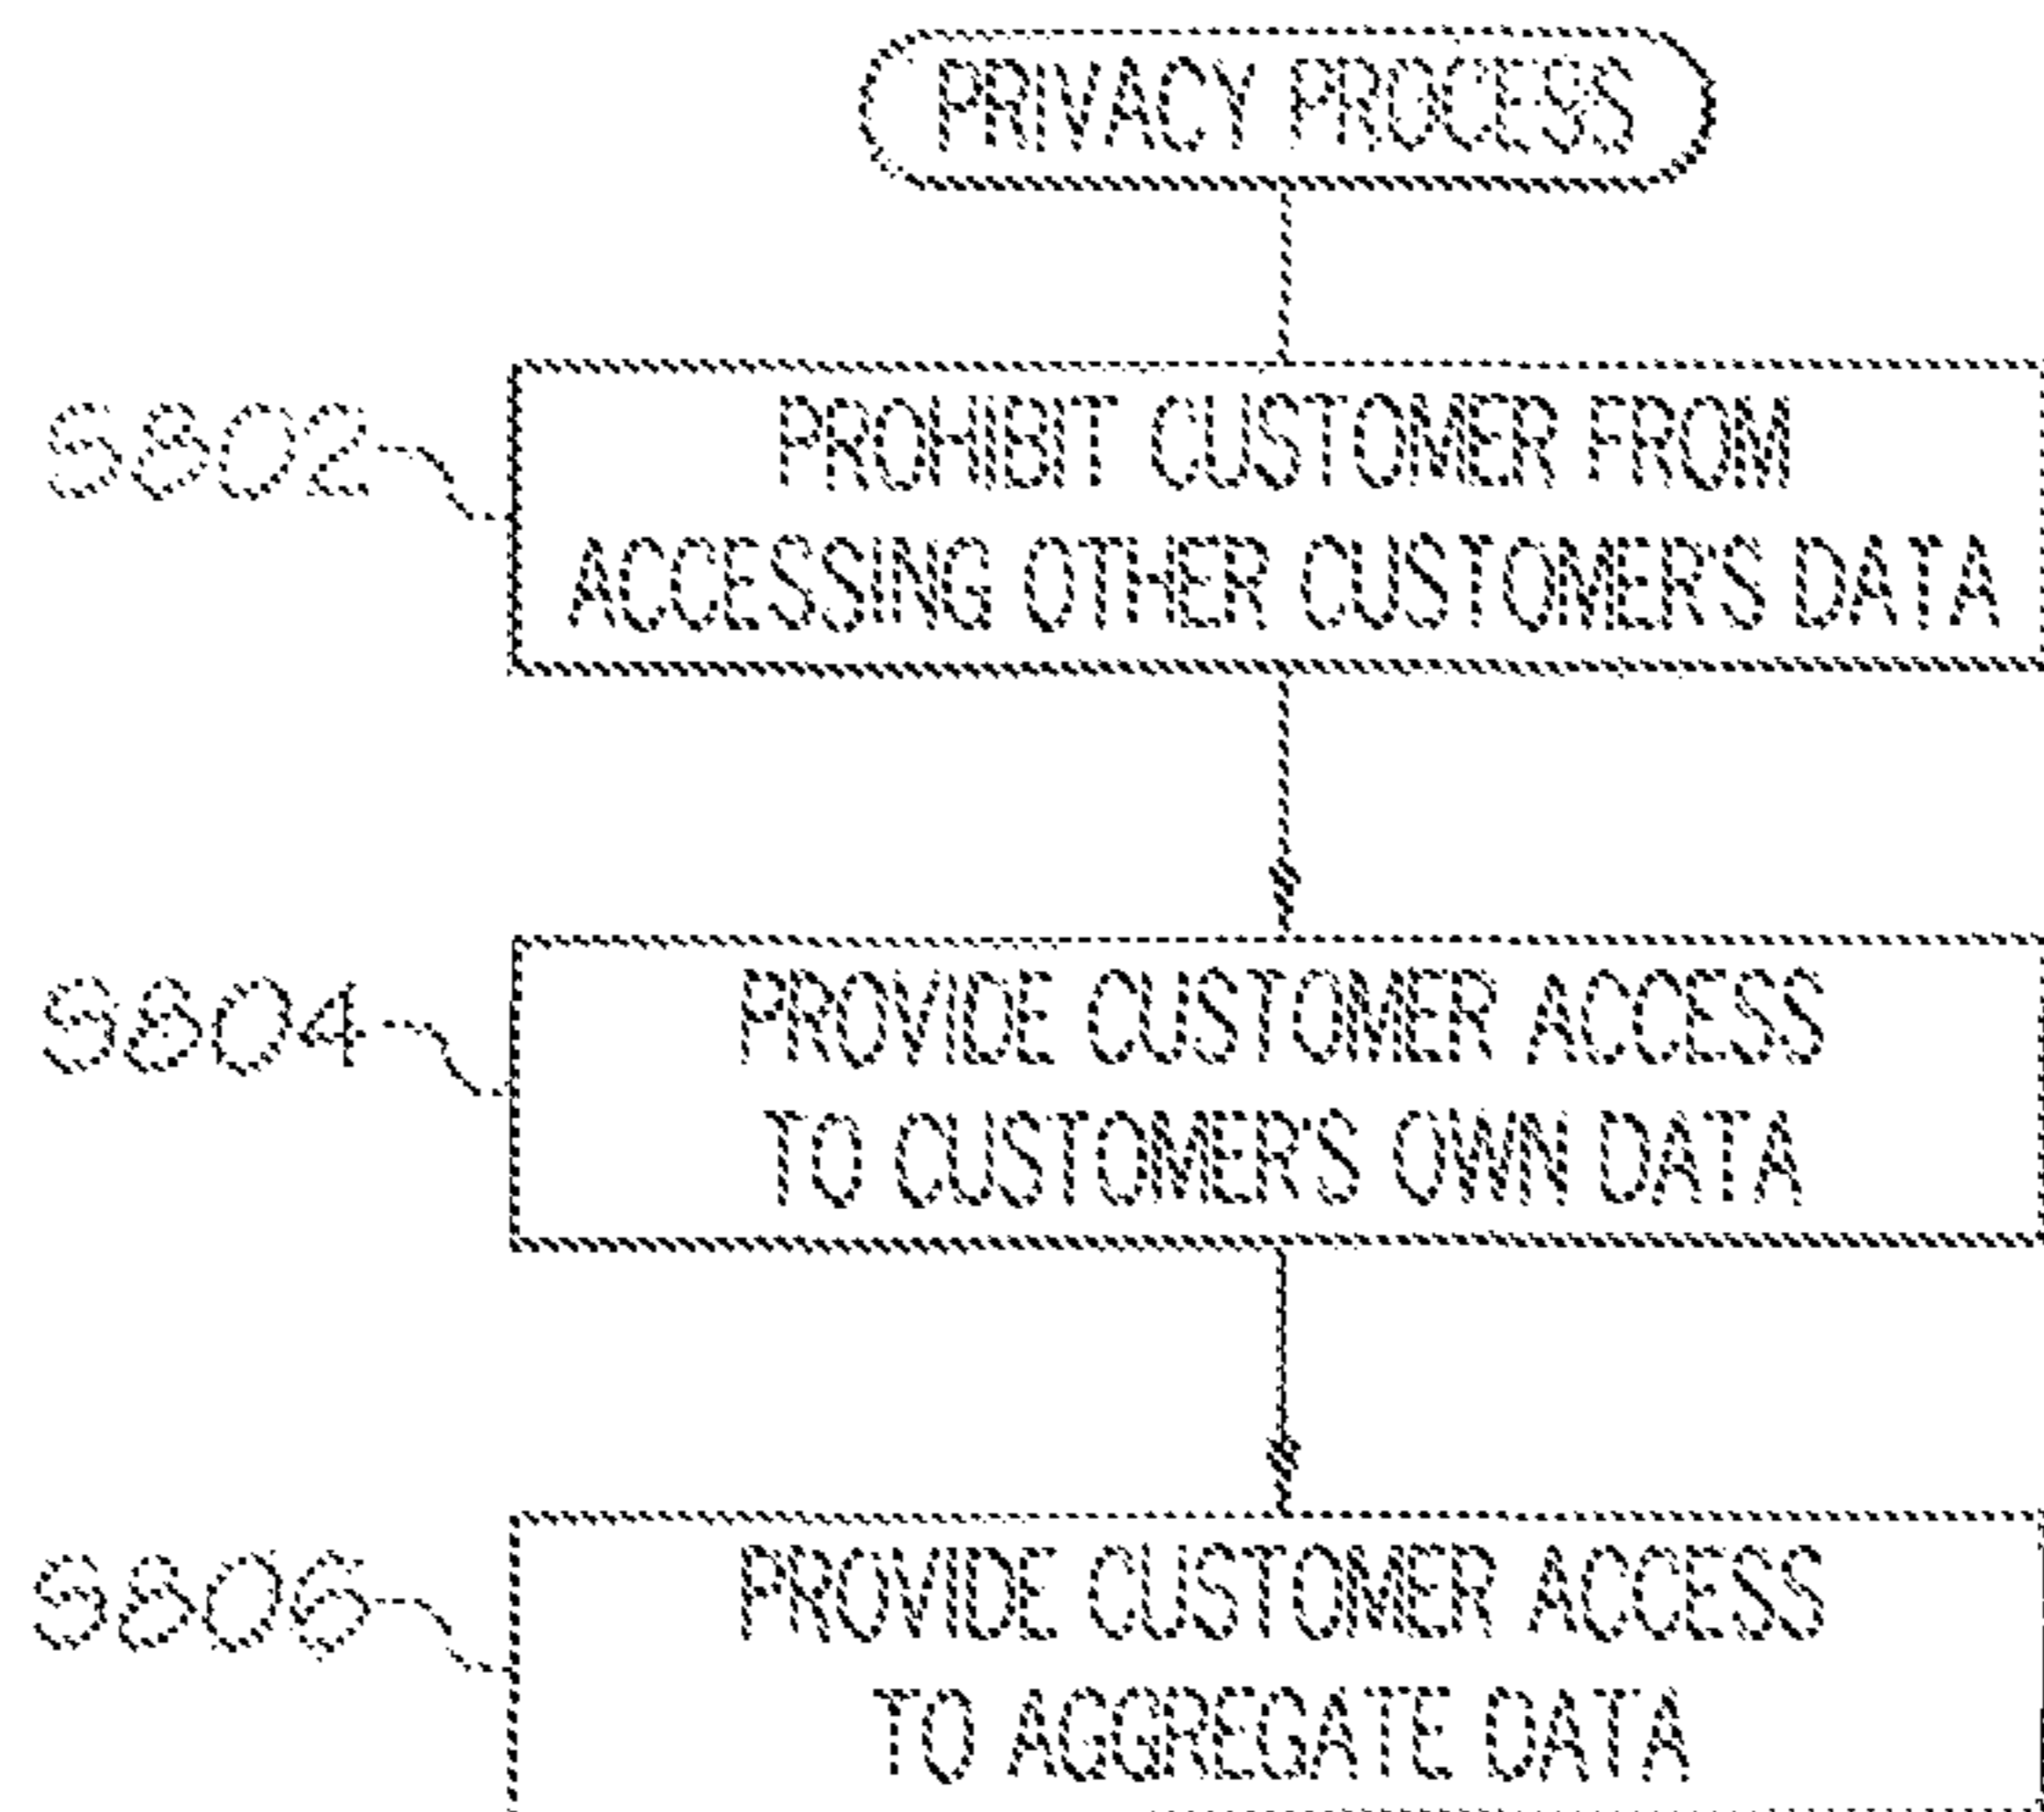 PRIVACY PROCESS
S802
PROHIBIT CUSTOMER FROM
ACCESSING OTHER CUSTOMER'S DATA
S804
PROVIDE CUSTOMER ACCESS
TO CUSTOMER'S OWN DATA
S806
PROVIDE CUSTOMER ACCESS
TO AGGREGATE DATA